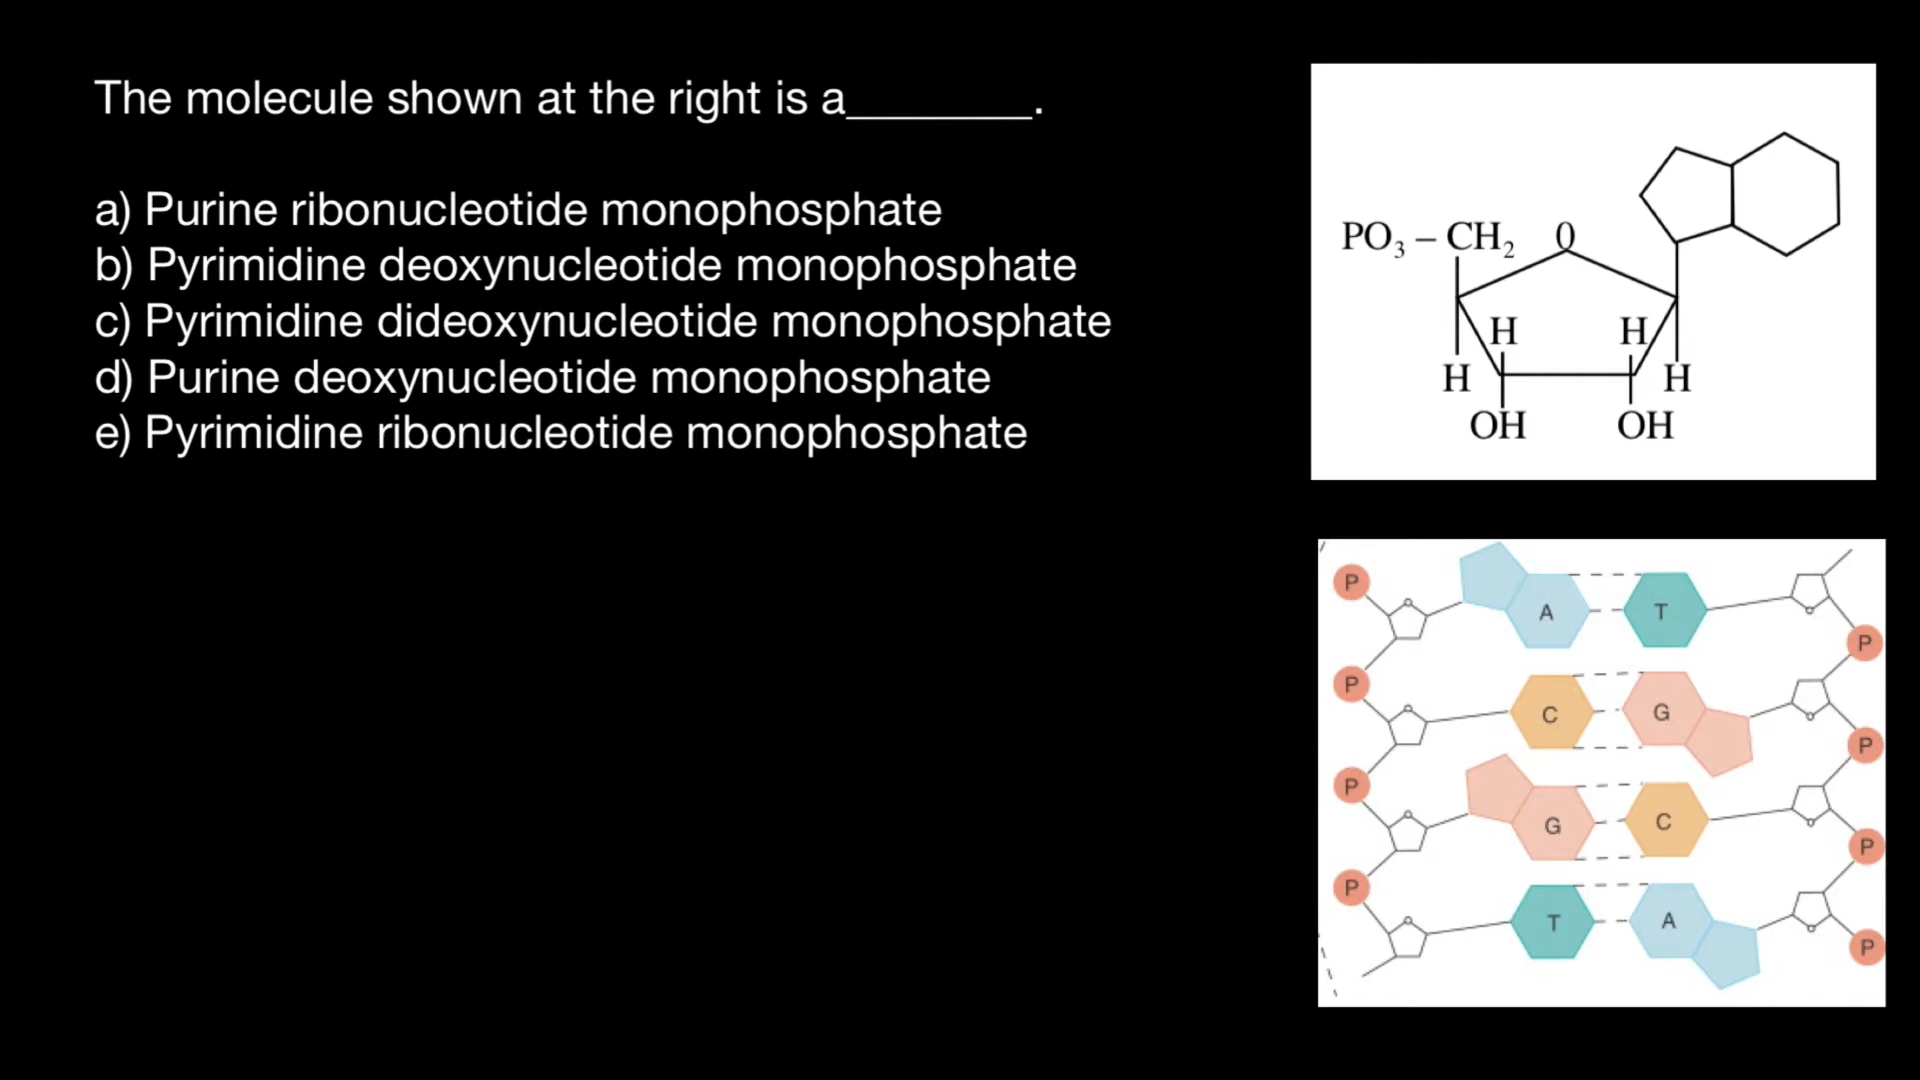 The molecule shown at the right is a________.
a) Purine ribonucleotide monophosphate
b) Pyrimidine deoxynucleotide monophosphate
c) Pyrimidine dideoxynucleotide monophosphate
d) Purine deoxynucleotide monophosphate
e) Pyrimidine ribonucleotide monophosphate
PO₃ – CH₂ 0
H H
H H
OH OH
P
A T
P
P
C G
P
P
G C
P
P
T A
P